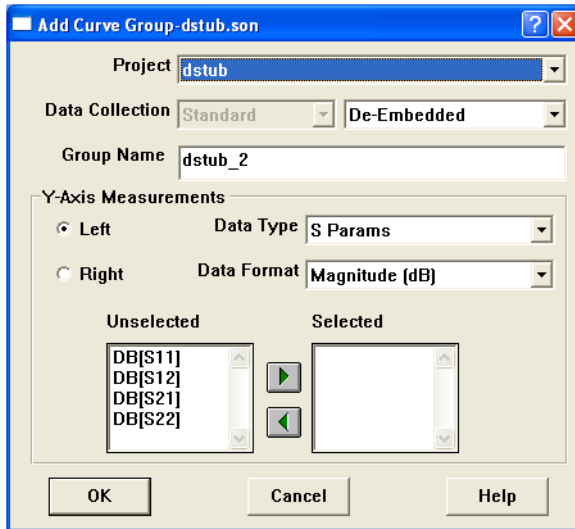 Add Curve Group-dstub.son
Project dstub
Data Collection Standard De-Embedded
Group Name dstub_2
Y-Axis Measurements
Left Data Type S Params
Right Data Format Magnitude (dB)
Unselected Selected
DB[S11]
DB[S12]
DB[S21]
DB[S22]
OK Cancel Help